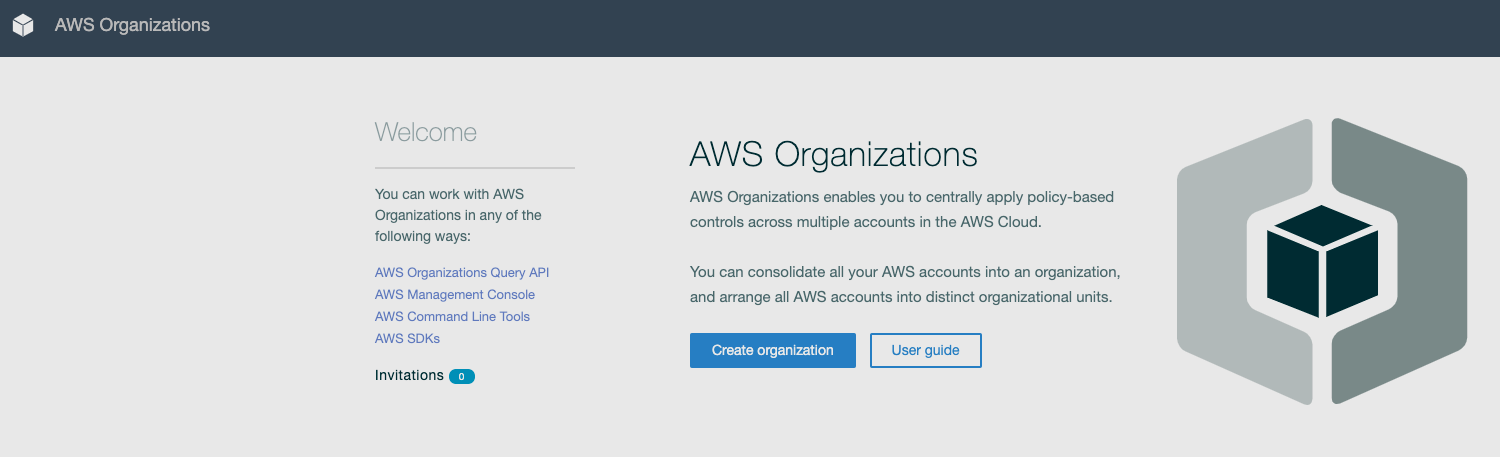 AWS Organizations
Welcome
You can work with AWS
Organizations in any of the
following ways:
AWS Organizations Query API
AWS Management Console
AWS Command Line Tools
AWS SDKs
Invitations 0
AWS Organizations
AWS Organizations enables you to centrally apply policy-based
controls across multiple accounts in the AWS Cloud.
You can consolidate all your AWS accounts into an organization,
and arrange all AWS accounts into distinct organizational units.
Create organization User guide